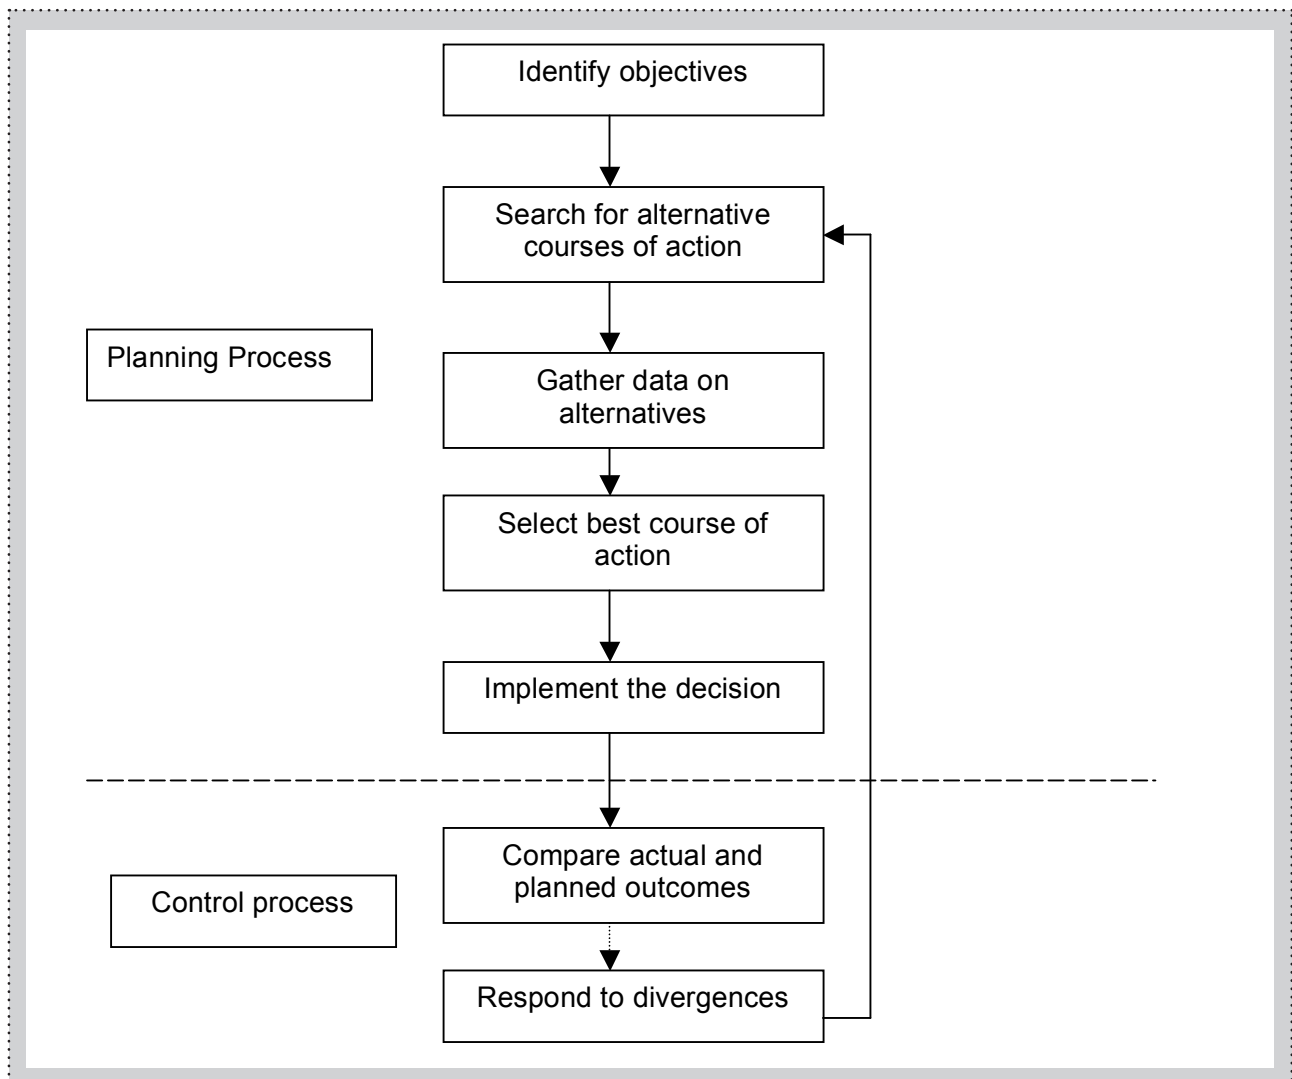 Identify objectives
Search for alternative
courses of action
Planning Process
Gather data on
alternatives
Select best course of
action
Implement the decision
Compare actual and
planned outcomes
Control process
Respond to divergences